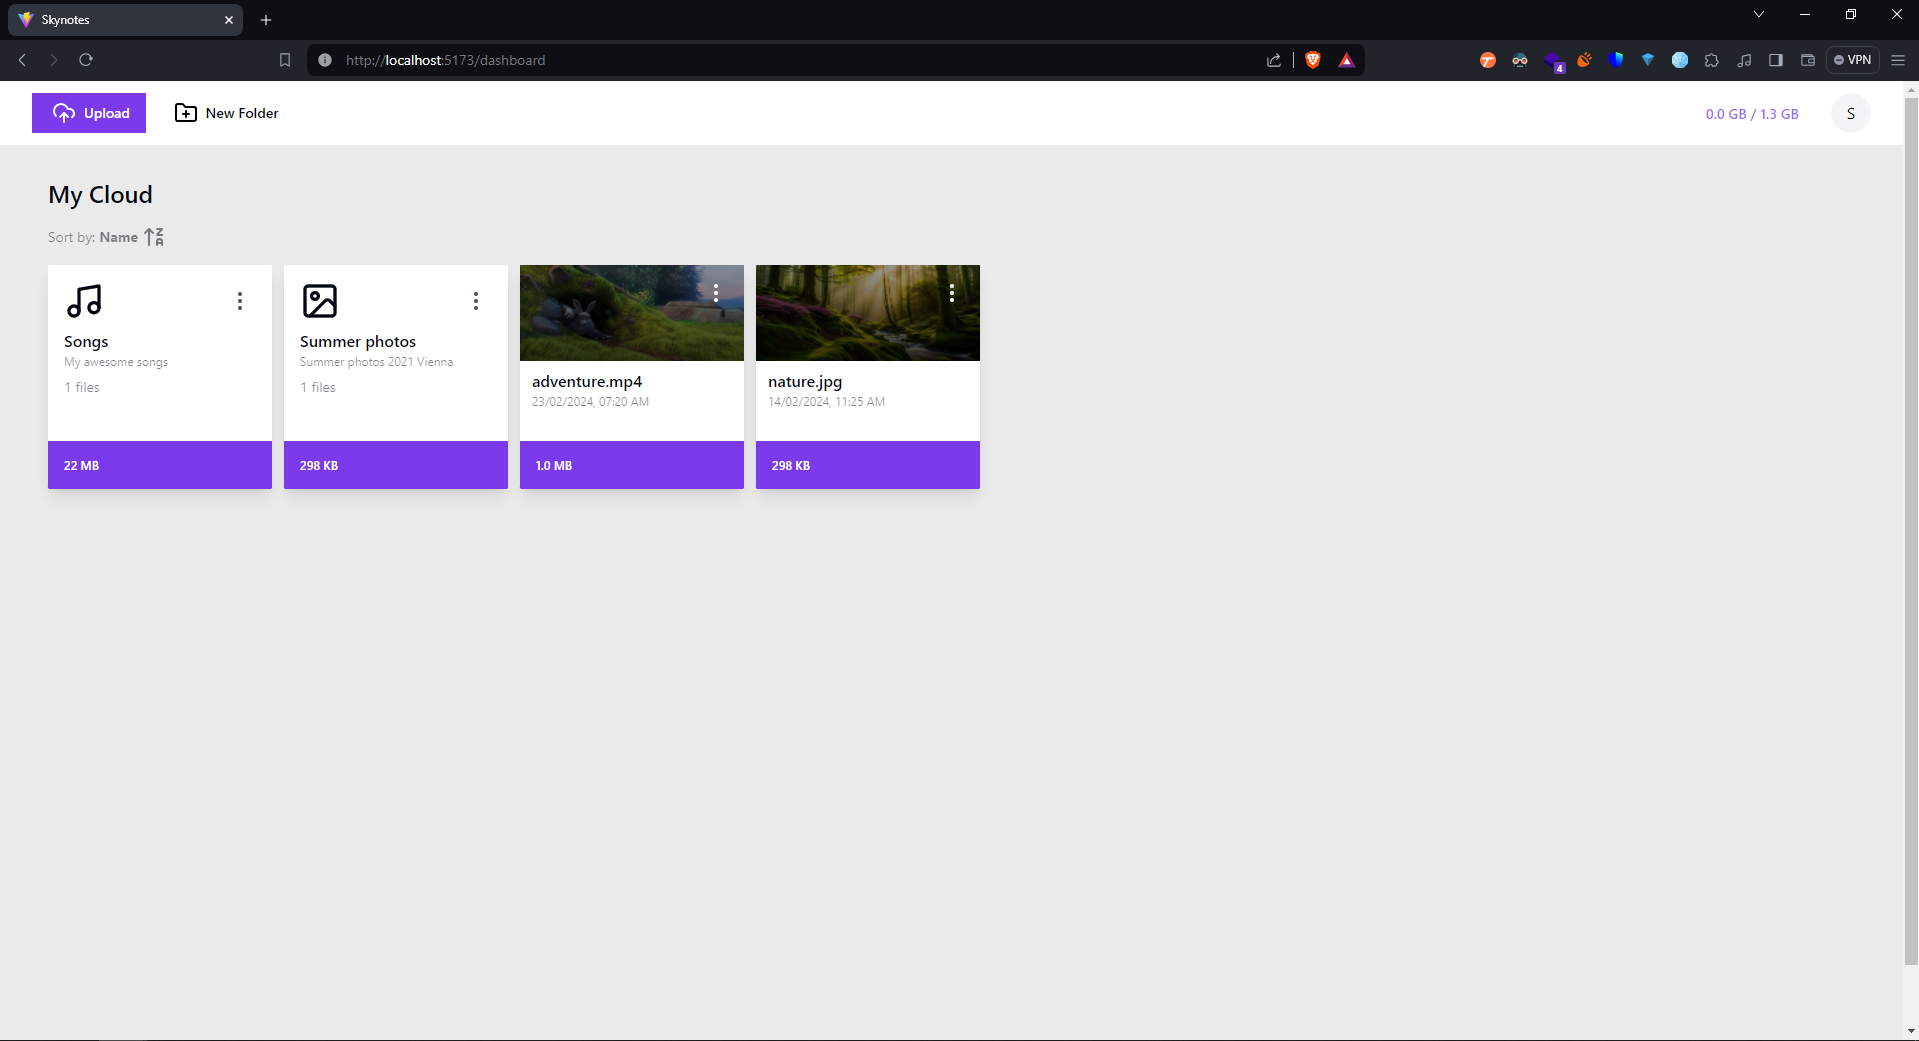 Skynotes
http://localhost:5173/dashboard
4
VPN
Upload
New Folder
0.0 GB / 1.3 GB
S
My Cloud
Sort by: Name
Songs
My awesome songs
1 files
22 MB
Summer photos
Summer photos 2021 Vienna
1 files
298 KB
adventure.mp4
23/02/2024, 07:20 AM
1.0 MB
nature.jpg
14/02/2024, 11:25 AM
298 KB